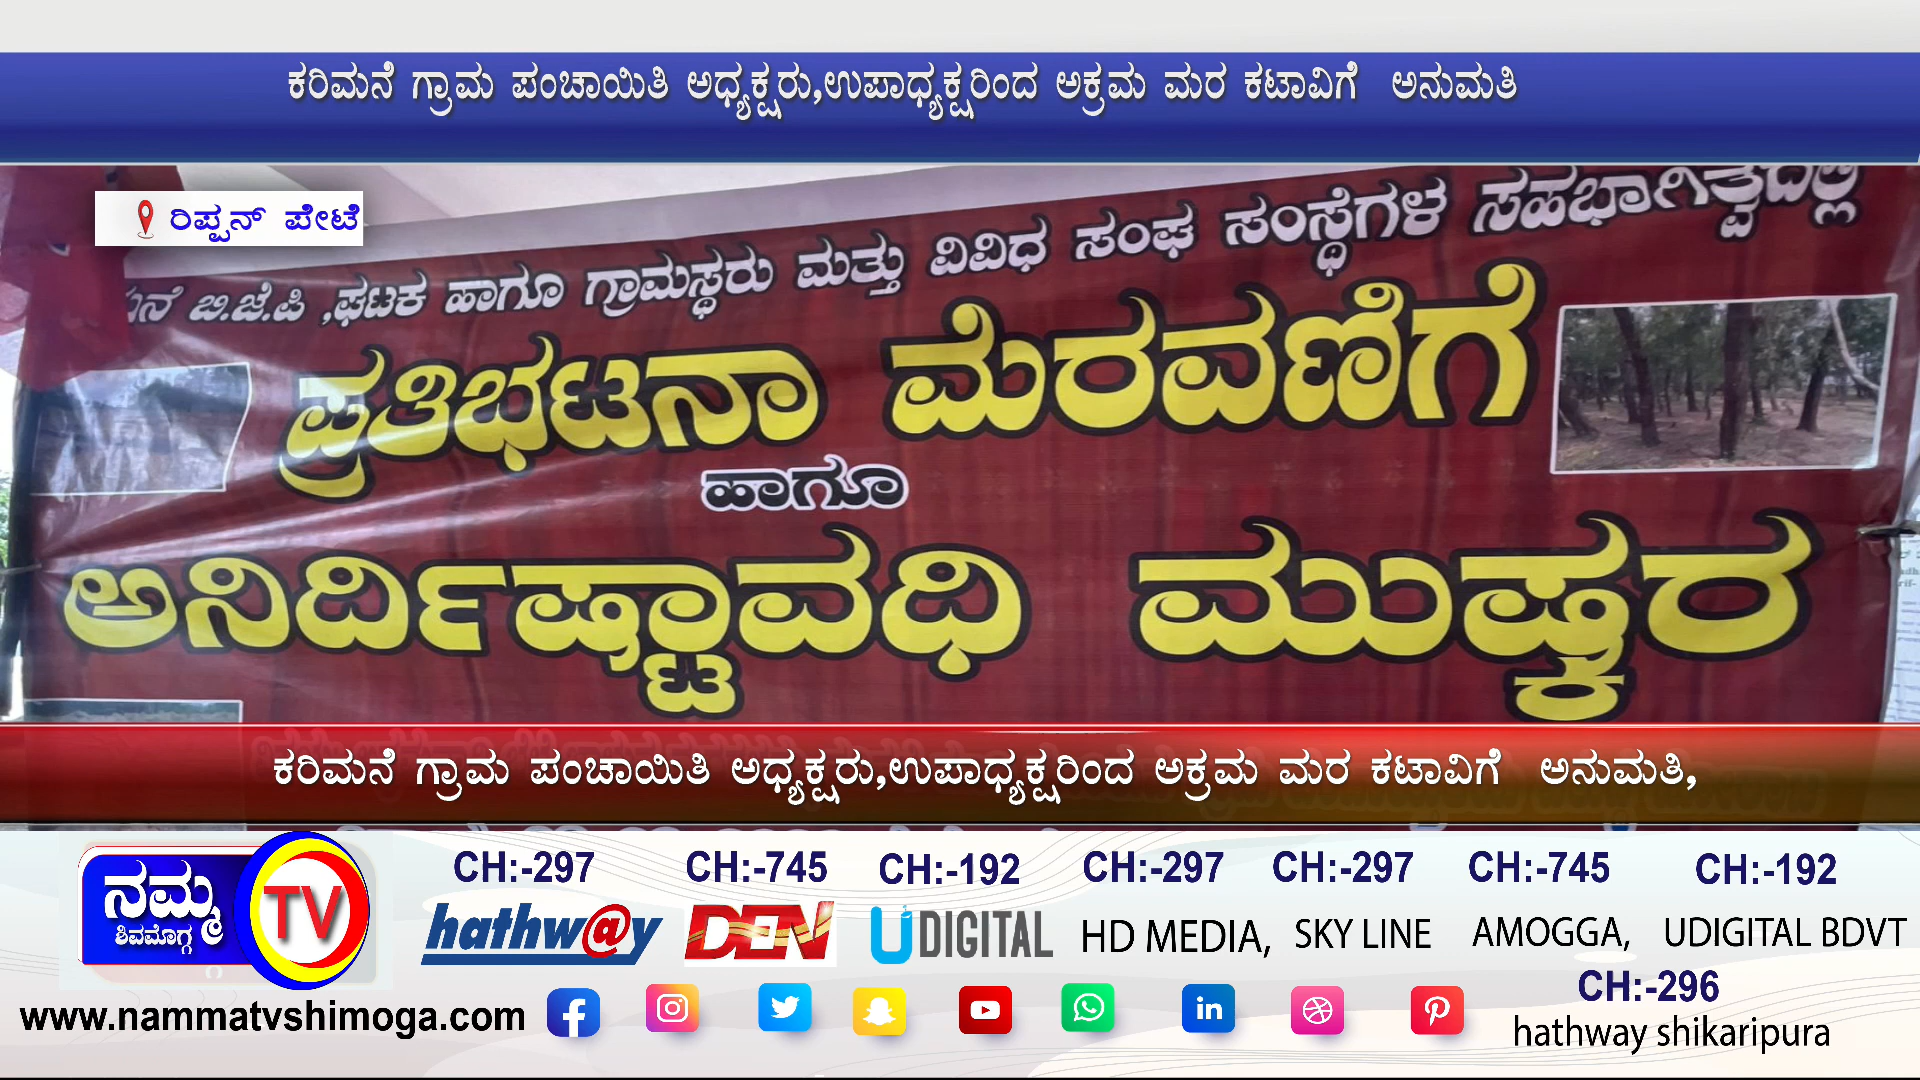 ಕರಿಮನೆ ಗ್ರಾಮ ಪಂಚಾಯಿತಿ ಅಧ್ಯಕ್ಷರು,ಉಪಾಧ್ಯಕ್ಷರಿಂದ ಅಕ್ರಮ ಮರ ಕಟಾವಿಗೆ ಅನುಮತಿ
ರಿಪ್ಪನ್ ಪೇಟೆ
ಬಿ.ಜೆ.ಪಿ ,ಘಟಕ ಹಾಗೂ ಗ್ರಾಮಸ್ಥರು ಮತ್ತು ವಿವಿಧ ಸಂಘ ಸಂಸ್ಥೆಗಳ ಸಹಭಾಗಿತ್ವದಲ್ಲಿ
ಪ್ರತಿಭಟನಾ ಮೆರವಣಿಗೆ
ಹಾಗೂ
ಅನಿರ್ದಿಷ್ಟಾವಧಿ ಮುಷ್ಕರ
ಕರಿಮನೆ ಗ್ರಾಮ ಪಂಚಾಯಿತಿ ಅಧ್ಯಕ್ಷರು,ಉಪಾಧ್ಯಕ್ಷರಿಂದ ಅಕ್ರಮ ಮರ ಕಟಾವಿಗೆ ಅನುಮತಿ,
CH:-297 CH:-745 CH:-192 CH:-297 CH:-297 CH:-745 CH:-192
ನಮ್ಮ TV
ಶಿವಮೊಗ್ಗ
hathw@y DEN UDIGITAL HD MEDIA, SKY LINE AMOGGA, UDIGITAL BDVT
CH:-296
www.nammatvshimoga.com
hathway shikaripura